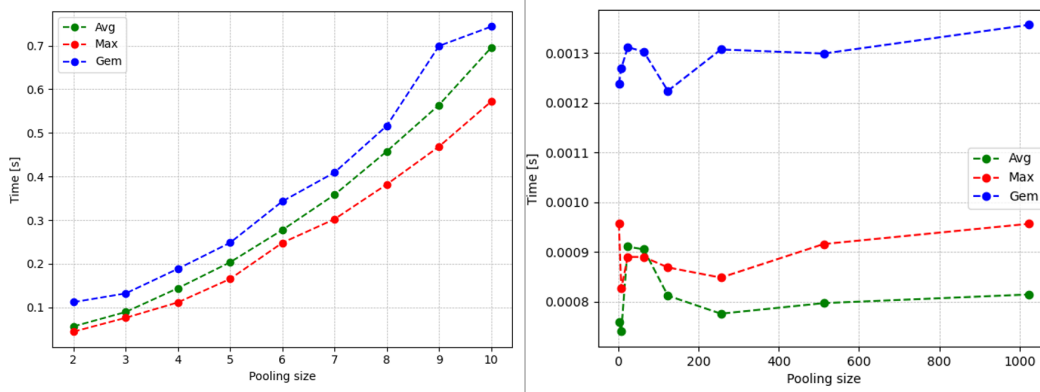 Avg
Max
Gem
0.7
0.6
0.5
0.4
0.3
0.2
0.1
Time [s]
2 3 4 5 6 7 8 9 10
Pooling size
0.0013
0.0012
0.0011
0.0010
0.0009
0.0008
Time [s]
Avg
Max
Gem
0 200 400 600 800 1000
Pooling size